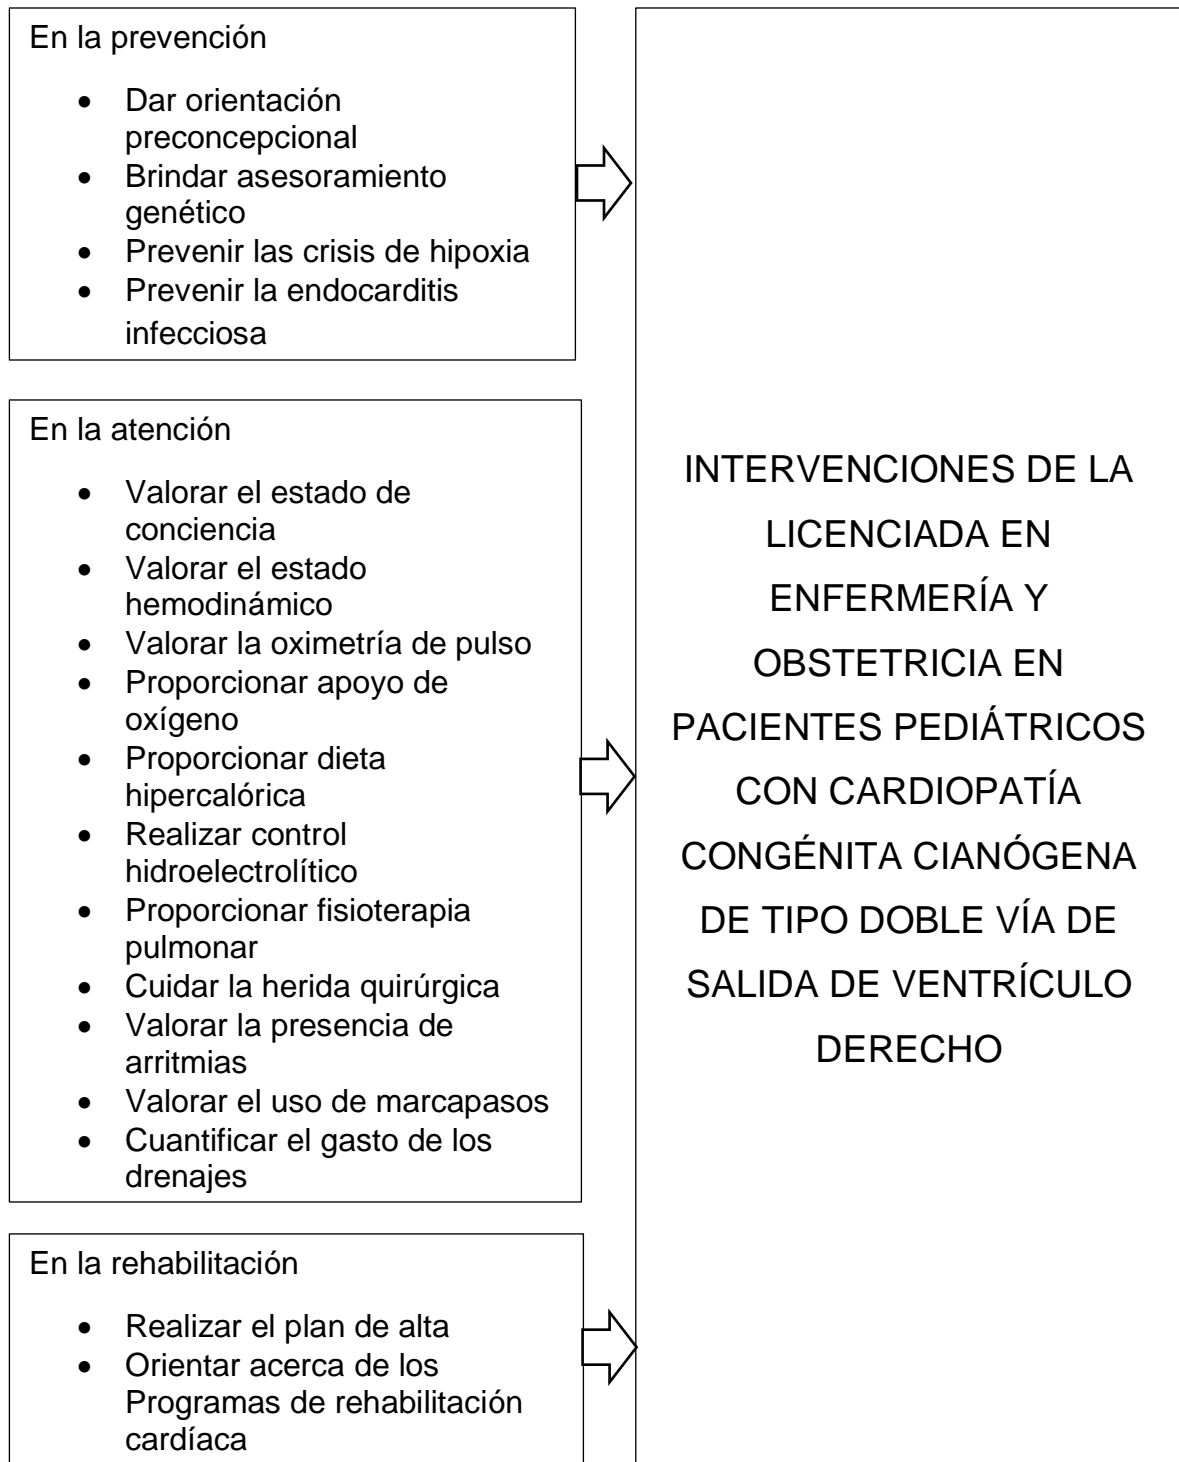 En la prevención
• Dar orientación
preconcepcional
• Brindar asesoramiento
genético
• Prevenir las crisis de hipoxia
• Prevenir la endocarditis
infecciosa
En la atención
• Valorar el estado de
conciencia
• Valorar el estado
hemodinámico
• Valorar la oximetría de pulso
• Proporcionar apoyo de
oxígeno
• Proporcionar dieta
hipercalórica
• Realizar control
hidroelectrolítico
• Proporcionar fisioterapia
pulmonar
• Cuidar la herida quirúrgica
• Valorar la presencia de
arritmias
• Valorar el uso de marcapasos
• Cuantificar el gasto de los
drenajes
En la rehabilitación
• Realizar el plan de alta
• Orientar acerca de los
Programas de rehabilitación
cardíaca
INTERVENCIONES DE LA
LICENCIADA EN
ENFERMERÍA Y
OBSTETRICIA EN
PACIENTES PEDIÁTRICOS
CON CARDIOPATÍA
CONGÉNITA CIANÓGENA
DE TIPO DOBLE VÍA DE
SALIDA DE VENTRÍCULO
DERECHO